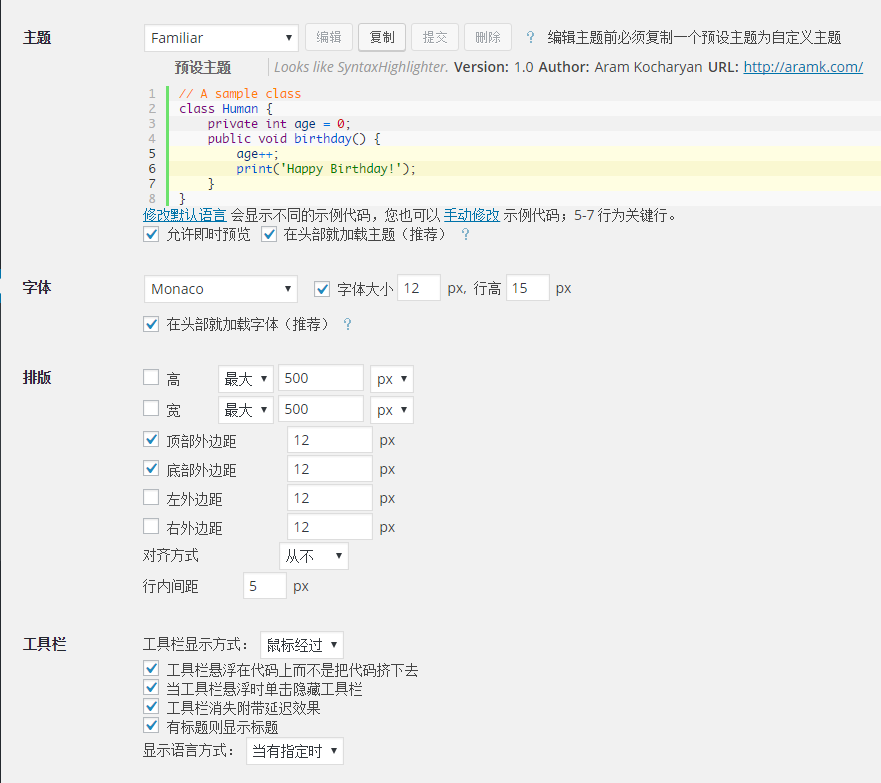 主题 Familiar 编辑 复制 提交 删除 ? 编辑主题前必须复制一个预设主题为自定义主题
预设主题 Looks like SyntaxHighlighter. Version: 1.0 Author: Aram Kocharyan URL: http://aramk.com/
1 // A sample class
2 class Human {
3 private int age = 0;
4 public void birthday() {
5 age++;
6 print('Happy Birthday!');
7 }
8 }
修改默认语言 会显示不同的示例代码，您也可以 手动修改 示例代码；5-7 行为关键行。
允许即时预览 在头部就加载主题（推荐） ?
字体 Monaco 字体大小 12 px, 行高 15 px
在头部就加载字体（推荐） ?
排版 高 最大 500 px
宽 最大 500 px
顶部外边距 12 px
底部外边距 12 px
左外边距 12 px
右外边距 12 px
对齐方式 从不
行内间距 5 px
工具栏 工具栏显示方式： 鼠标经过
工具栏悬浮在代码上而不是把代码挤下去
当工具栏悬浮时单击隐藏工具栏
工具栏消失附带延迟效果
有标题则显示标题
显示语言方式： 当有指定时